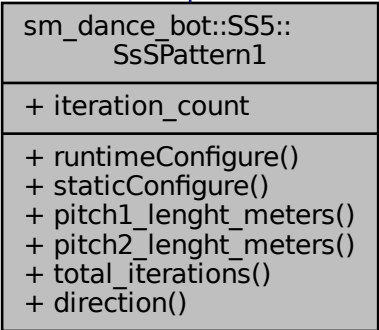 sm_dance_bot::SS5::
SsSPattern1
+ iteration_count
+ runtimeConfigure()
+ staticConfigure()
+ pitch1_lenght_meters()
+ pitch2_lenght_meters()
+ total_iterations()
+ direction()